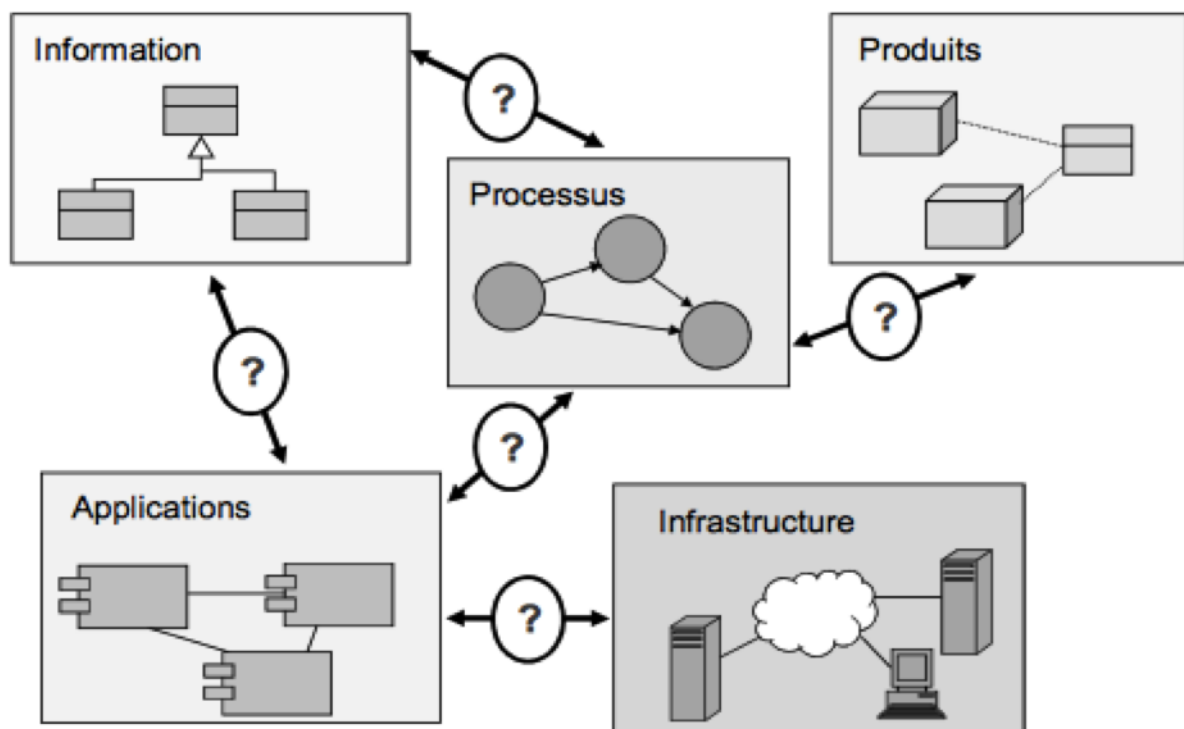 Information
?
Produits
Processus
?
?
?
Applications
Infrastructure
?